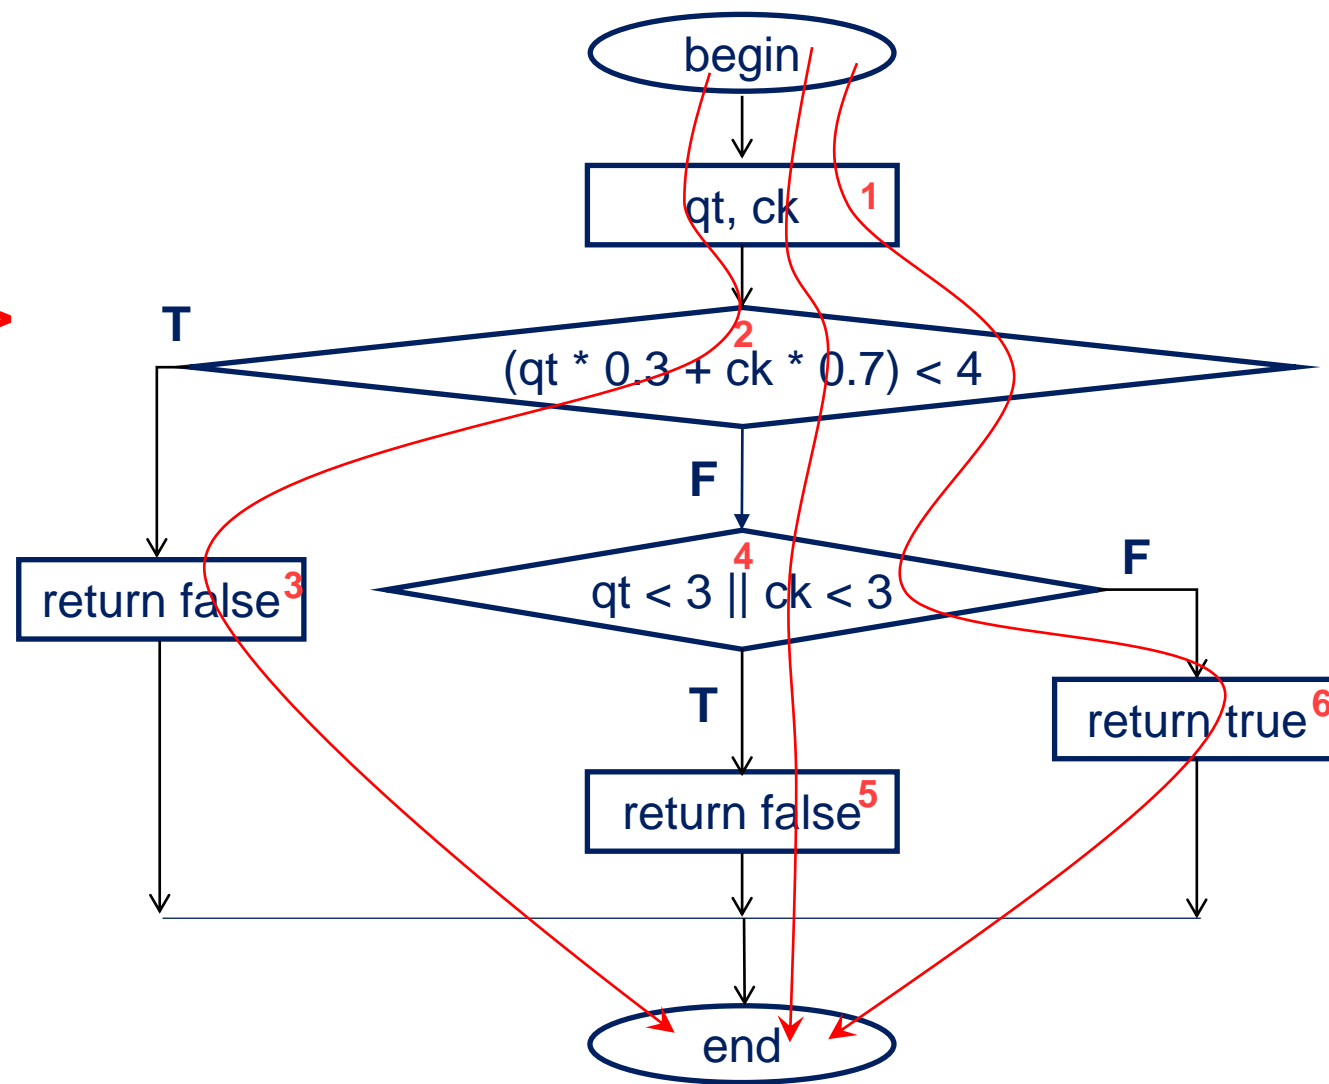 begin
qt, ck 1
T
2
(qt * 0.3 + ck * 0.7) < 4
F
4
qt < 3 || ck < 3
F
return false 3
T
return true 6
return false 5
end